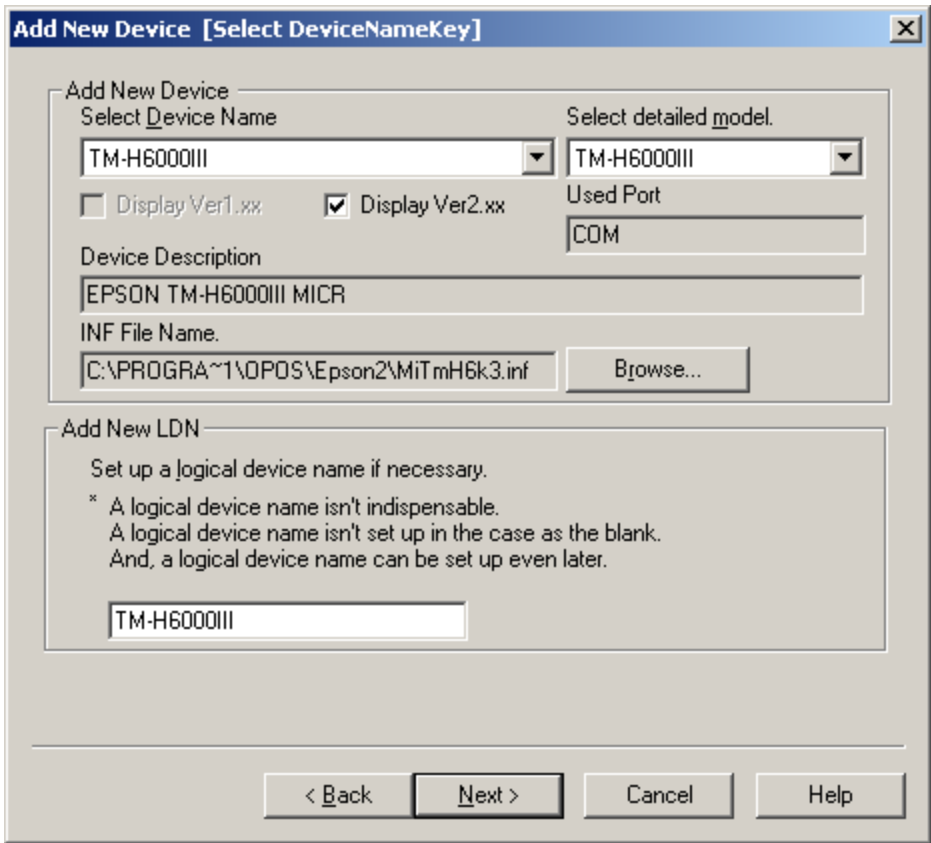 Add New Device [Select DeviceNameKey]
Add New Device
Select Device Name
Select detailed model.
TM-H6000III
TM-H6000III
Display Ver1.xx
Display Ver2.xx
Used Port
COM
Device Description
EPSON TM-H6000III MICR
INF File Name.
C:\PROGRA~1\OPOS\Epson2\MiTmH6k3.inf
Browse...
Add New LDN
Set up a logical device name if necessary.
* A logical device name isn't indispensable.
A logical device name isn't set up in the case as the blank.
And, a logical device name can be set up even later.
TM-H6000III
< Back
Next >
Cancel
Help